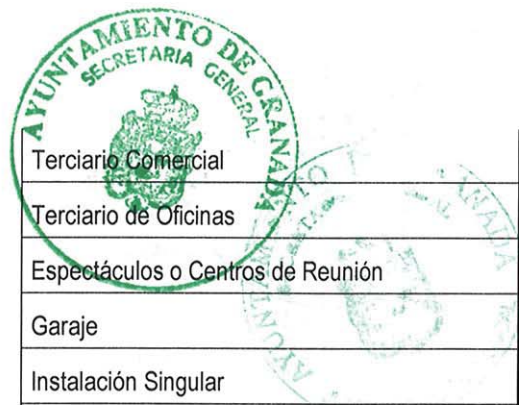 AYUNTAMIENTO DE GRANADA
SECRETARIA GENERAL
Terciario Comercial
Terciario de Oficinas
Espectáculos o Centros de Reunión
Garaje
Instalación Singular